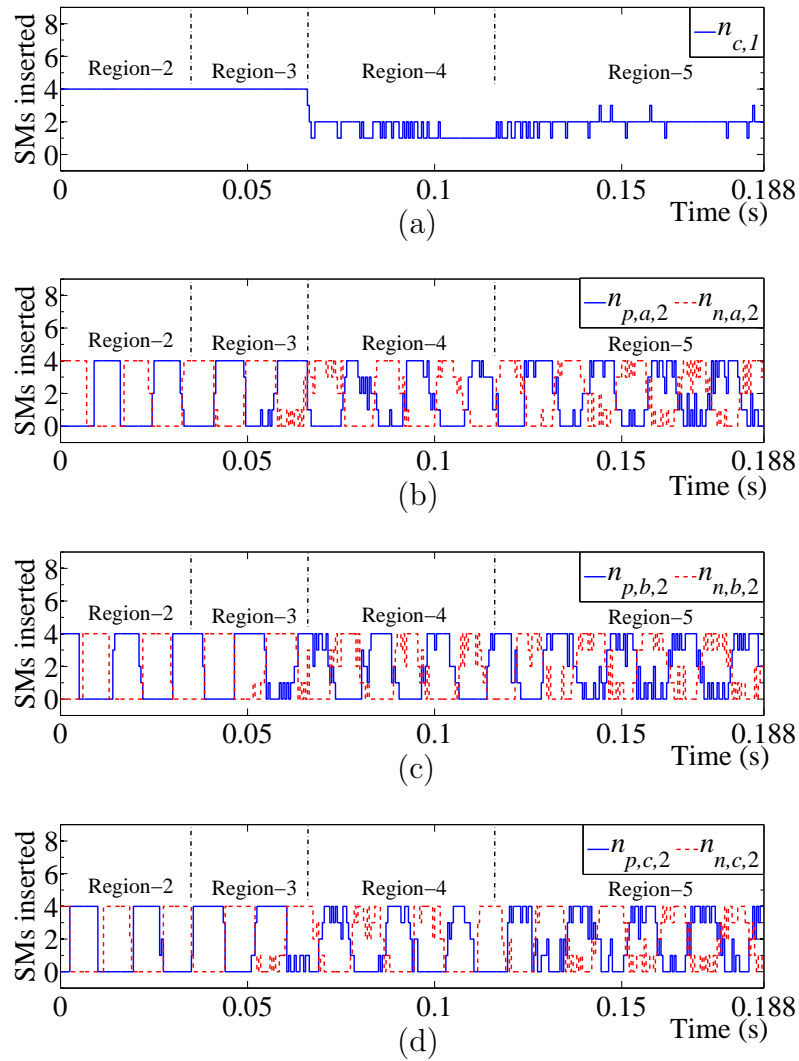 SMs inserted
8
6
4
2
0
n_{c,1}
Region−2 Region−3 Region−4 Region−5
0 0.05 0.1 0.15 0.188
Time (s)
(a)
SMs inserted
8
6
4
2
0
n_{p,a,2} n_{n,a,2}
Region−2 Region−3 Region−4 Region−5
0 0.05 0.1 0.15 0.188
Time (s)
(b)
SMs inserted
8
6
4
2
0
n_{p,b,2} n_{n,b,2}
Region−2 Region−3 Region−4 Region−5
0 0.05 0.1 0.15 0.188
Time (s)
(c)
SMs inserted
8
6
4
2
0
n_{p,c,2} n_{n,c,2}
Region−2 Region−3 Region−4 Region−5
0 0.05 0.1 0.15 0.188
Time (s)
(d)